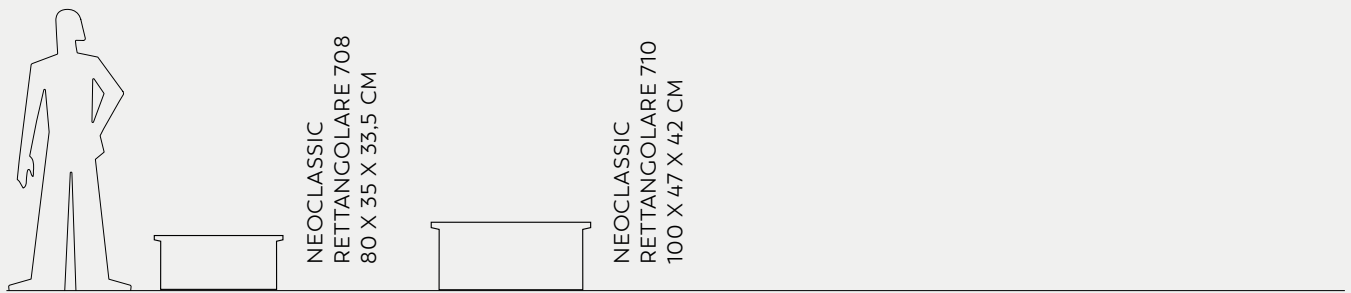 NEOCLASSIC
RETTANGOLARE 708
80 X 35 X 33,5 CM
NEOCLASSIC
RETTANGOLARE 710
100 X 47 X 42 CM